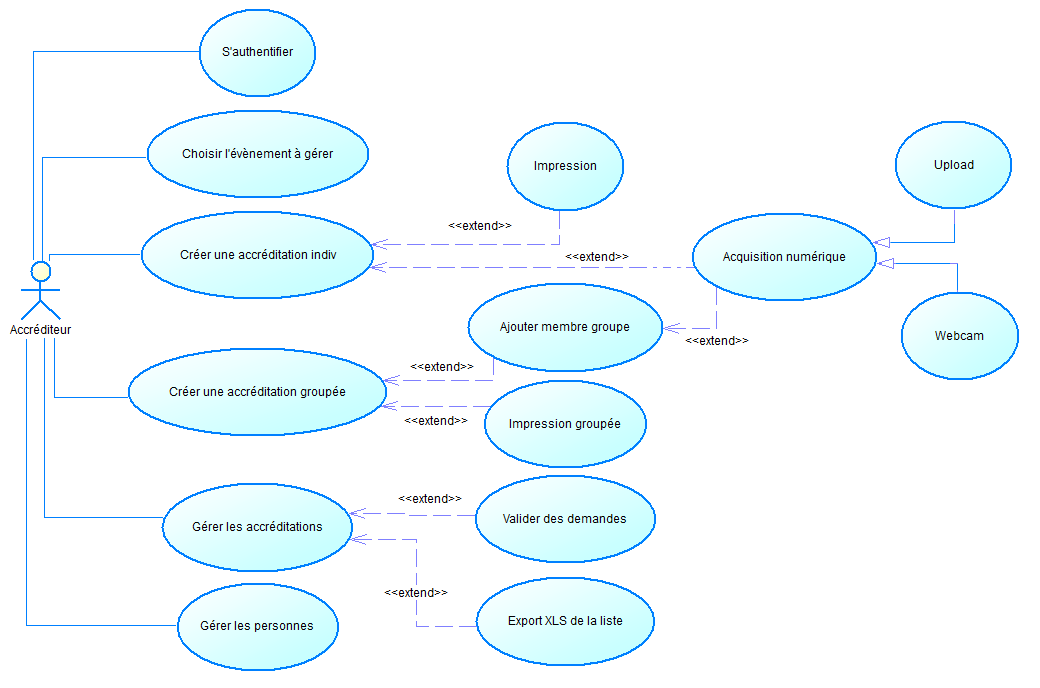 S'authentifier
Choisir l'évènement à gérer
Impression
Upload
<<extend>>
Créer une accréditation indiv
<<extend>>
Acquisition numérique
Accréditeur
Ajouter membre groupe
Webcam
<<extend>>
<<extend>>
Créer une accréditation groupée
<<extend>>
Impression groupée
<<extend>>
Gérer les accréditations
Valider des demandes
<<extend>>
Gérer les personnes
Export XLS de la liste